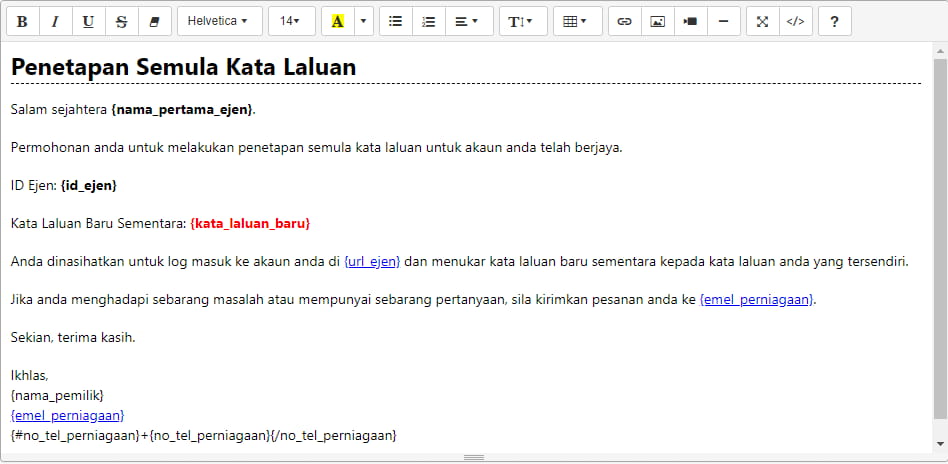 B I U S Helvetica 14 A T </> ?
Penetapan Semula Kata Laluan
Salam sejahtera {nama_pertama_ejen}.
Permohonan anda untuk melakukan penetapan semula kata laluan untuk akaun anda telah berjaya.
ID Ejen: {id_ejen}
Kata Laluan Baru Sementara: {kata_laluan_baru}
Anda dinasihatkan untuk log masuk ke akaun anda di {url_ejen} dan menukar kata laluan baru sementara kepada kata laluan anda yang tersendiri.
Jika anda menghadapi sebarang masalah atau mempunyai sebarang pertanyaan, sila kirimkan pesanan anda ke {emel_perniagaan}.
Sekian, terima kasih.
Ikhlas,
{nama_pemilik}
{emel_perniagaan}
{#no_tel_perniagaan}+{no_tel_perniagaan}{/no_tel_perniagaan}